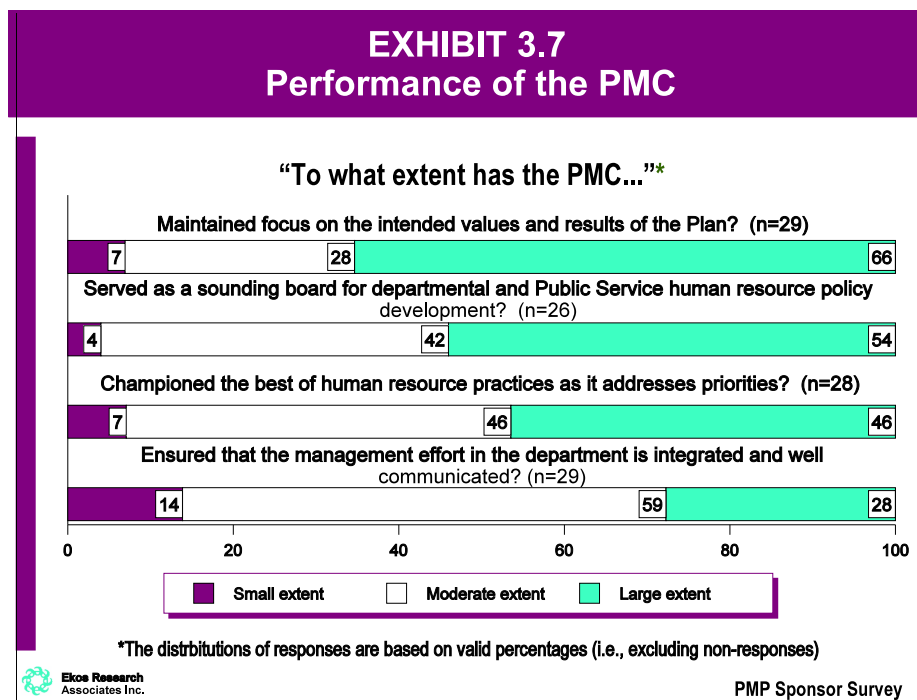 EXHIBIT 3.7
Performance of the PMC
“To what extent has the PMC...”*
Maintained focus on the intended values and results of the Plan?  (n=29)
7 28 66
Served as a sounding board for departmental and Public Service human resource policy
development?  (n=26)
4 42 54
Championed the best of human resource practices as it addresses priorities?  (n=28)
7 46 46
Ensured that the management effort in the department is integrated and well
communicated? (n=29)
14 59 28
0 20 40 60 80 100
Small extent Moderate extent Large extent
*The distrbitutions of responses are based on valid percentages (i.e., excluding non-responses)
Ekos Research
Associates Inc.
PMP Sponsor Survey